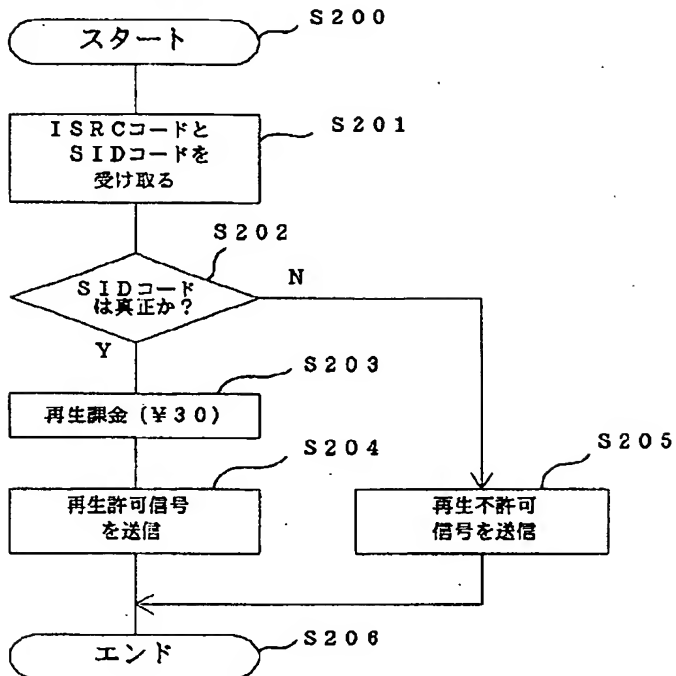 スタート
S200
ISRCコードと
SIDコードを
受け取る
S201
S202
SIDコード
は真正か？
N
Y
S203
再生課金（¥30）
S204
再生許可信号
を送信
S205
再生不許可
信号を送信
エンド
S206